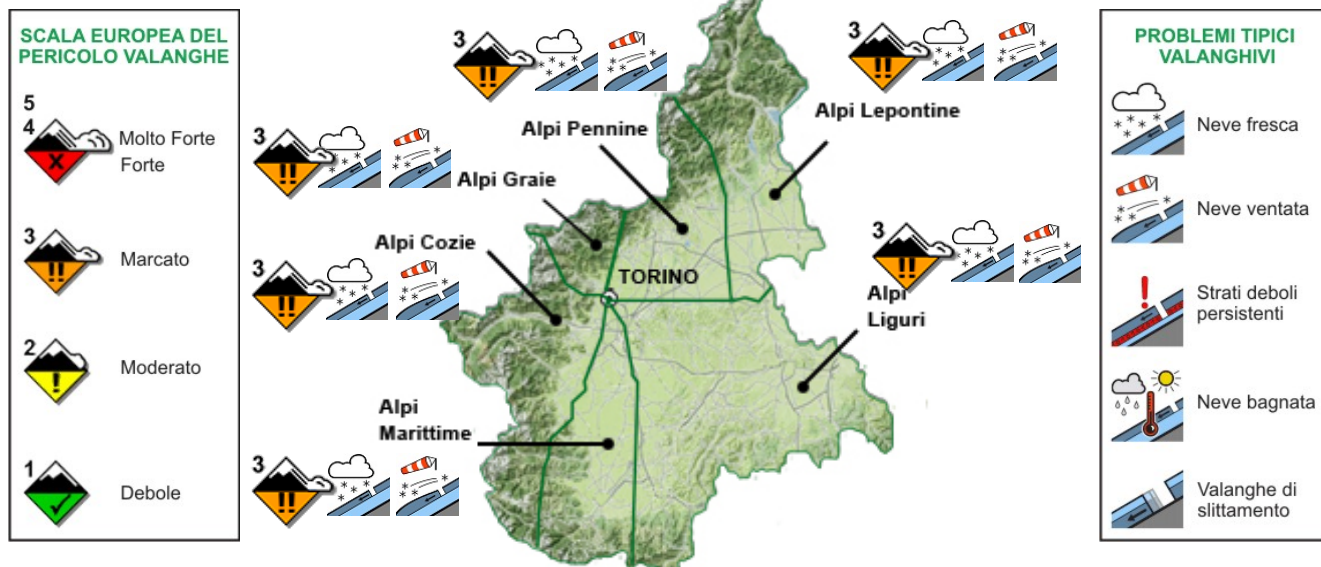 SCALA EUROPEA DEL
PERICOLO VALANGHE
5
4
Molto Forte
Forte
3
Marcato
2
Moderato
1
Debole
3
3
Alpi Pennine
Alpi Lepontine
3
Alpi Graie
Alpi Cozie
3
TORINO
3
Alpi
Liguri
Alpi
Marittime
3
PROBLEMI TIPICI
VALANGHIVI
Neve fresca
Neve ventata
Strati deboli
persistenti
Neve bagnata
Valanghe di
slittamento